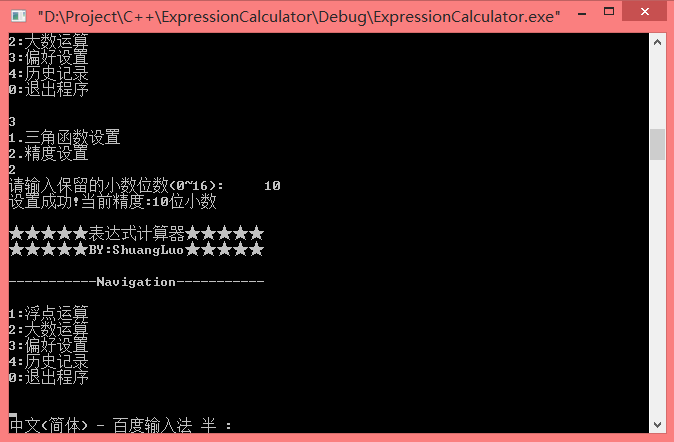 "D:\Project\C++\ExpressionCalculator\Debug\ExpressionCalculator.exe"
2:大数运算
3:偏好设置
4:历史记录
0:退出程序
3
1.三角函数设置
2.精度设置
2
请输入保留的小数位数(0~16):     10
设置成功!当前精度:10位小数
★★★★★表达式计算器★★★★★
★★★★★BY:ShuangLuo★★★★★
-----------Navigation-----------
1:浮点运算
2:大数运算
3:偏好设置
4:历史记录
0:退出程序
中文(简体) - 百度输入法 半 :